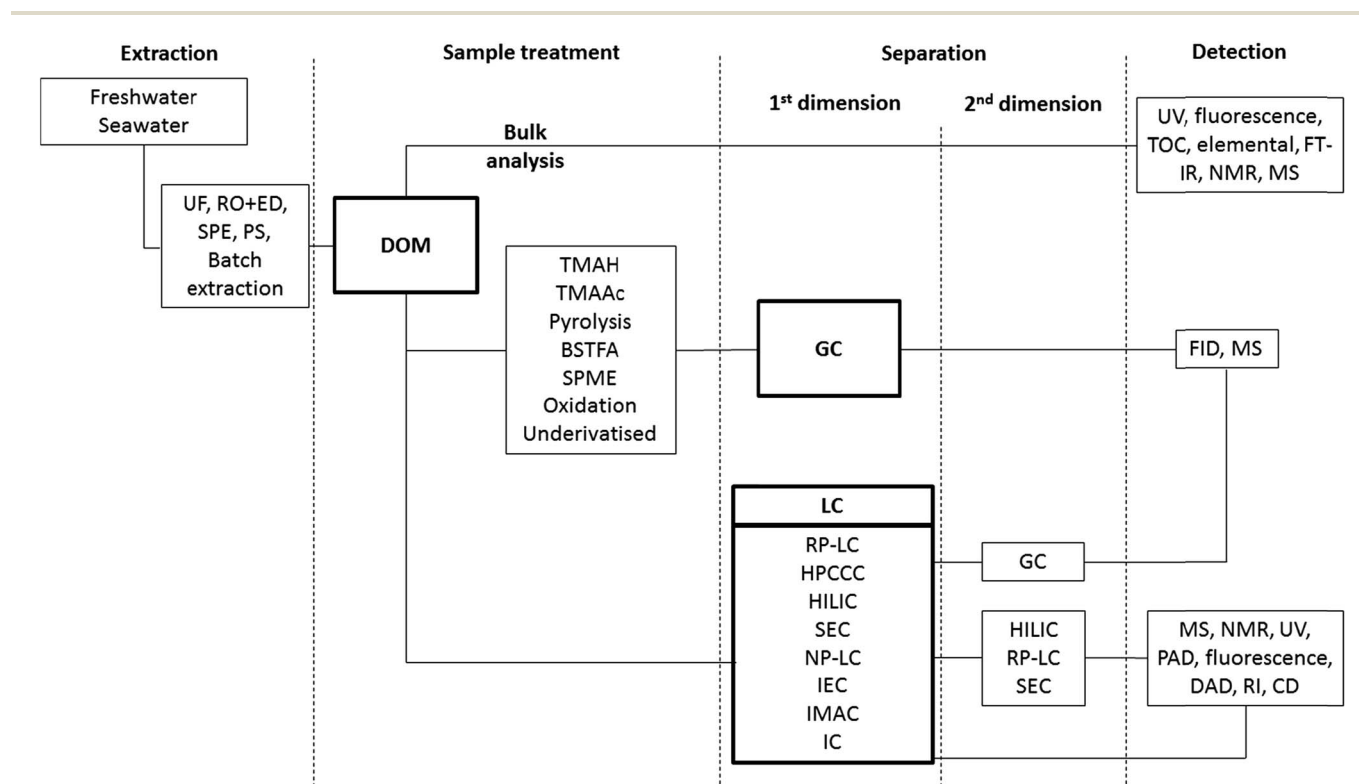 Extraction
Sample treatment
Separation
Detection
1st dimension
2nd dimension
Freshwater
Seawater
UF, RO+ED,
SPE, PS,
Batch
extraction
Bulk
analysis
DOM
UV, fluorescence,
TOC, elemental, FT-
IR, NMR, MS
TMAH
TMAAc
Pyrolysis
BSTFA
SPME
Oxidation
Underivatised
GC
FID, MS
LC
RP-LC
HPCCC
HILIC
SEC
NP-LC
IEC
IMAC
IC
GC
HILIC
RP-LC
SEC
MS, NMR, UV,
PAD, fluorescence,
DAD, RI, CD